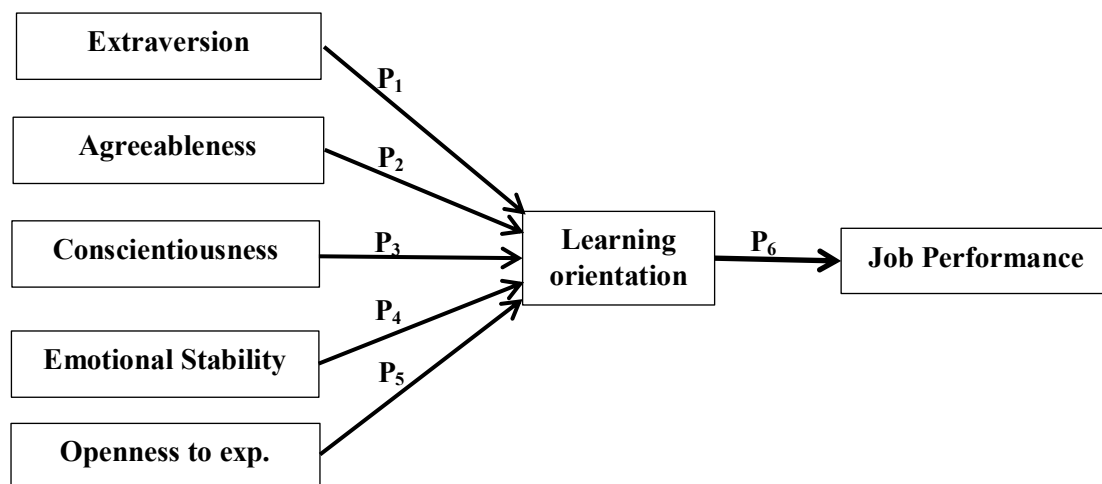 Extraversion
P₁
Agreeableness
P₂
Conscientiousness
P₃
Learning
orientation
P₆
Job Performance
Emotional Stability
P₄
Openness to exp.
P₅